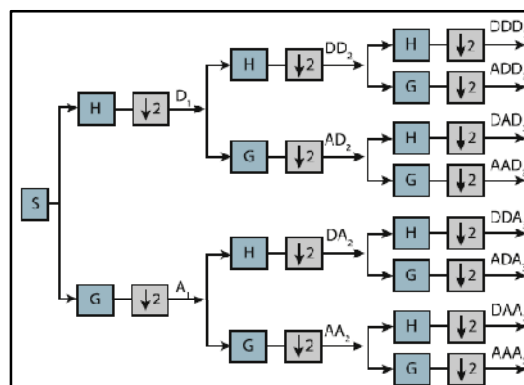 DDD
H ↓2
DD₂
ADD
H ↓2
G ↓2
D₁
H ↓2
DAD
H ↓2
AD₂
AAD
G ↓2
G ↓2
S
DDA
H ↓2
DA₂
ADA
H ↓2
G ↓2
A₁
G ↓2
DAA
H ↓2
AA₂
AAA
G ↓2
G ↓2